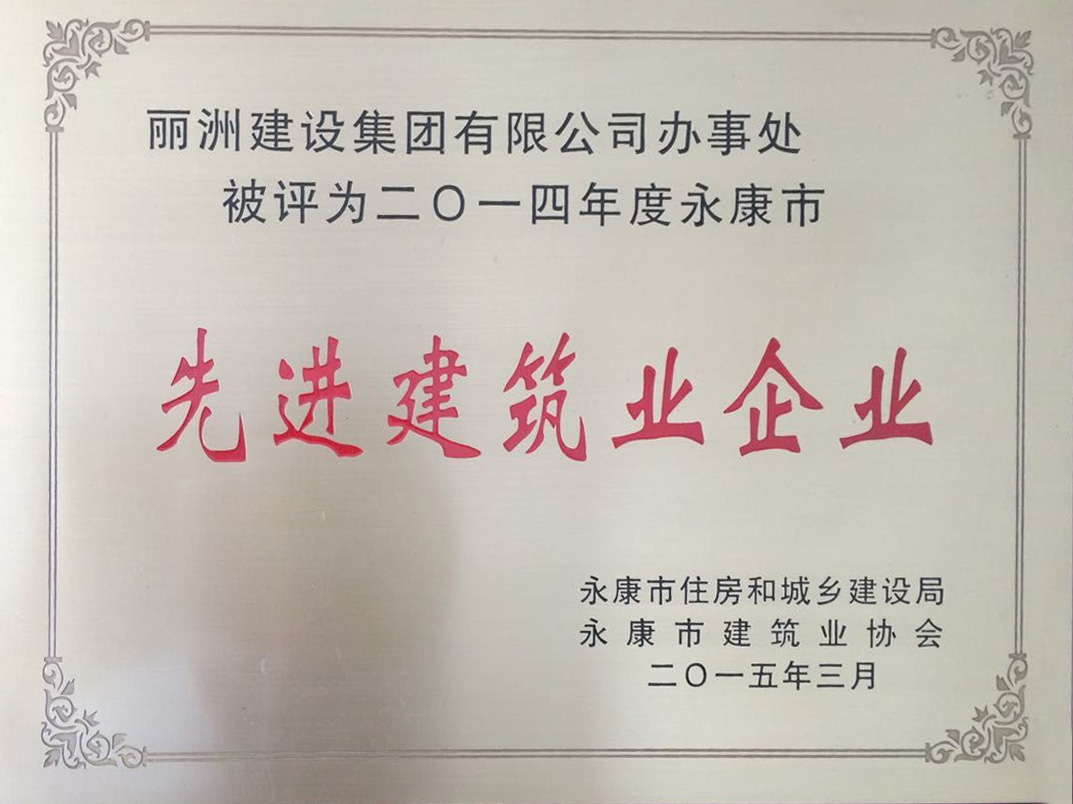 丽洲建设集团有限公司办事处
被评为二〇一四年度永康市
先进建筑业企业
永康市住房和城乡建设局
永康市建筑业协会
二〇一五年三月